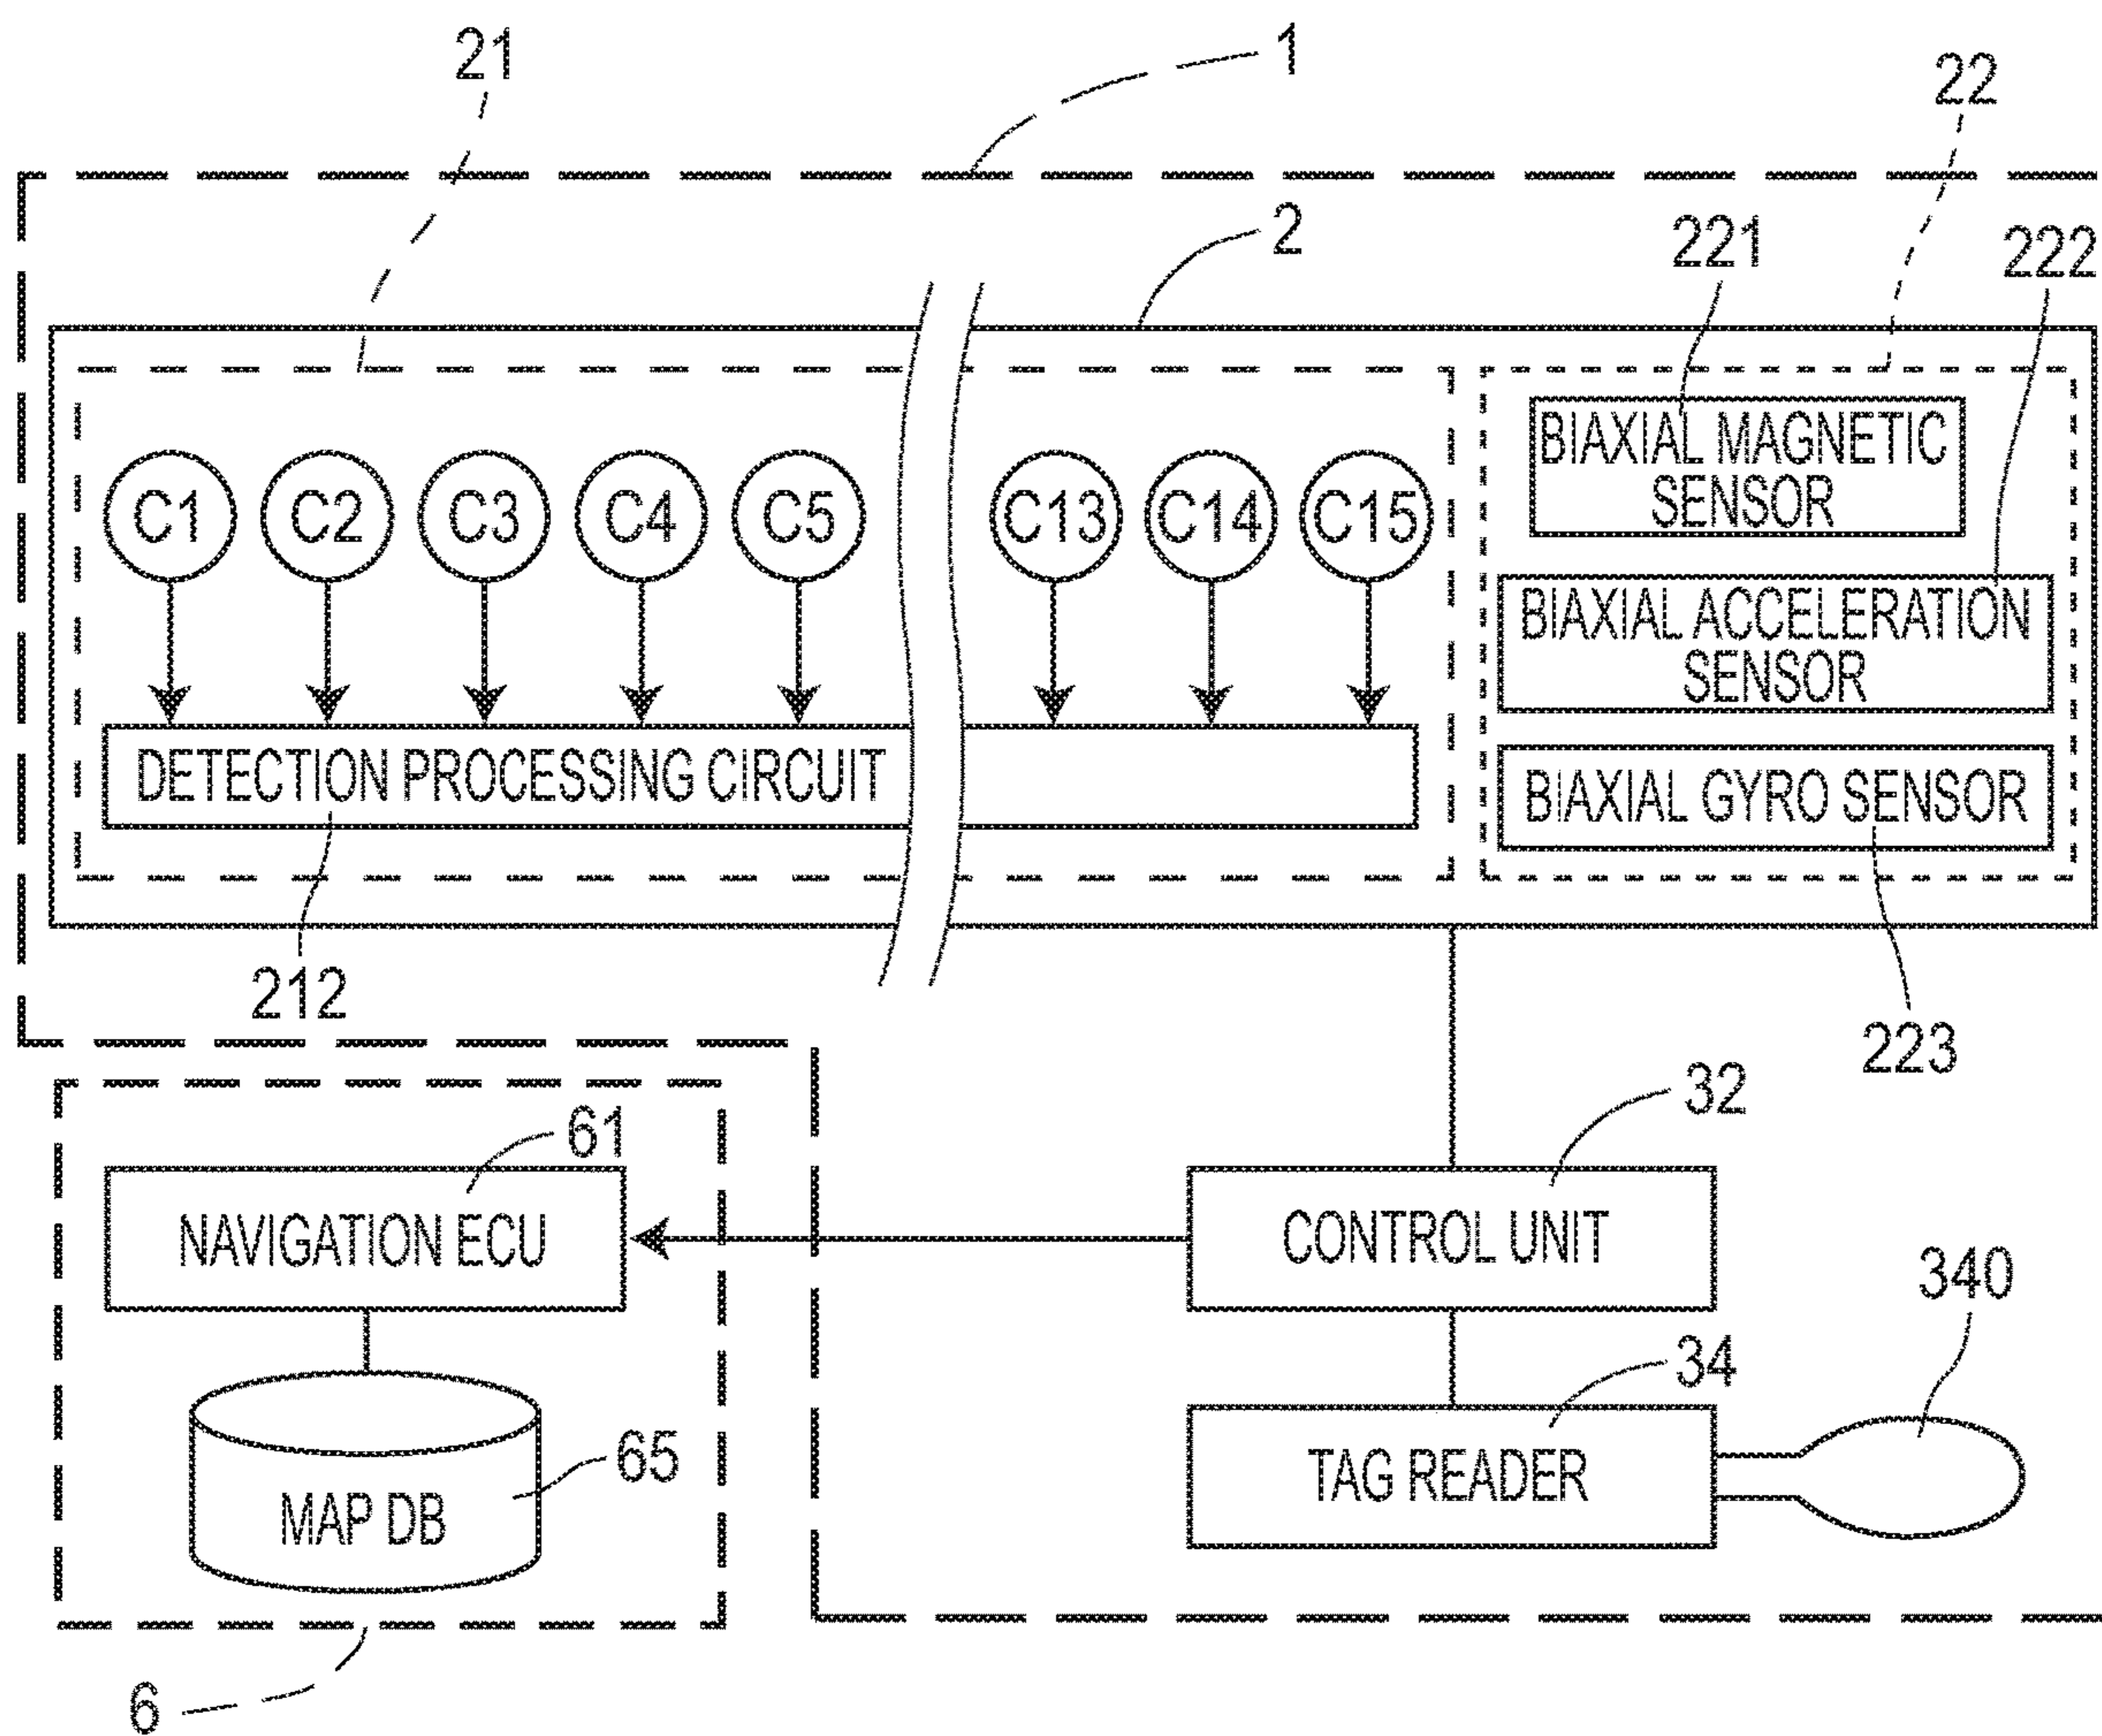 21
1
22
2
221
222
C1
C2
C3
C4
C5
C13
C14
C15
BIAXIAL MAGNETIC
SENSOR
BIAXIAL ACCELERATION
SENSOR
DETECTION PROCESSING CIRCUIT
BIAXIAL GYRO SENSOR
212
223
61
32
NAVIGATION ECU
CONTROL UNIT
340
34
65
TAG READER
MAP DB
6